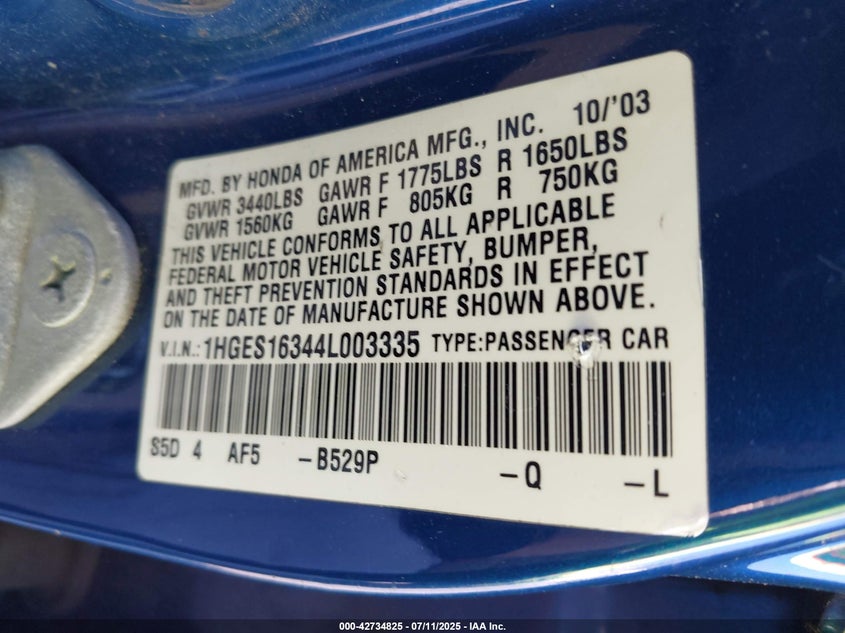 MFD. BY HONDA OF AMERICA MFG., INC. 10/'03
GVWR 3440LBS GAWR F 1775LBS R 1650LBS
GVWR 1560KG GAWR F 805KG R 750KG
THIS VEHICLE CONFORMS TO ALL APPLICABLE
FEDERAL MOTOR VEHICLE SAFETY, BUMPER,
AND THEFT PREVENTION STANDARDS IN EFFECT
ON THE DATE OF MANUFACTURE SHOWN ABOVE.
V.I.N.: 1HGES16344L003335 TYPE:PASSENGER CAR
S5D 4 AF5 -B529P -Q -L
000-42734825 - 07/11/2025 - IAA Inc.